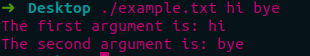 ➜ Desktop ./example.txt hi bye
The first argument is: hi
The second argument is: bye